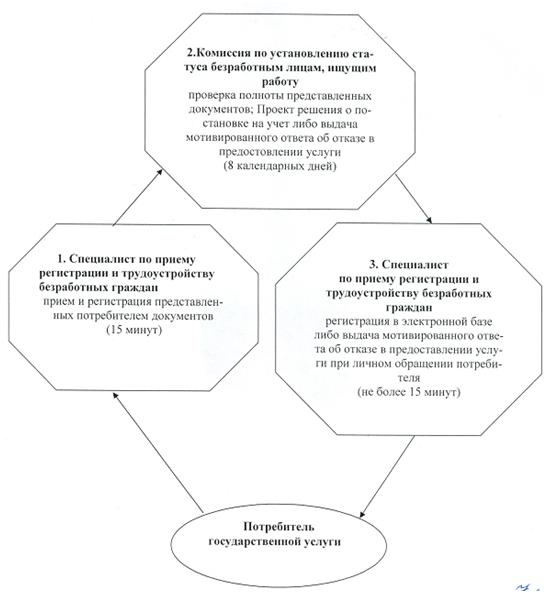 2.Комиссия по установлению ста-
туса безработным лицам, ищущим
работу
проверка полноты представленных
документов; Проект решения о по-
становке на учет либо выдача
мотивированного ответа об отказе в
предостовлении услуги
(8 календарных дней)
1. Специалист по приему
регистрации и трудоустройству
безработных граждан
прием и регистрация представлен-
ных потребителем документов
(15 минут)
3. Специалист
по приему регистрации и
трудоустройству безработных
граждан
регистрация в электронной базе
либо выдача мотивированного отве-
та об отказе в предоставлении услу-
ги при личном обращении потреби-
теля
(не более 15 минут)
Потребитель
государственной услуги